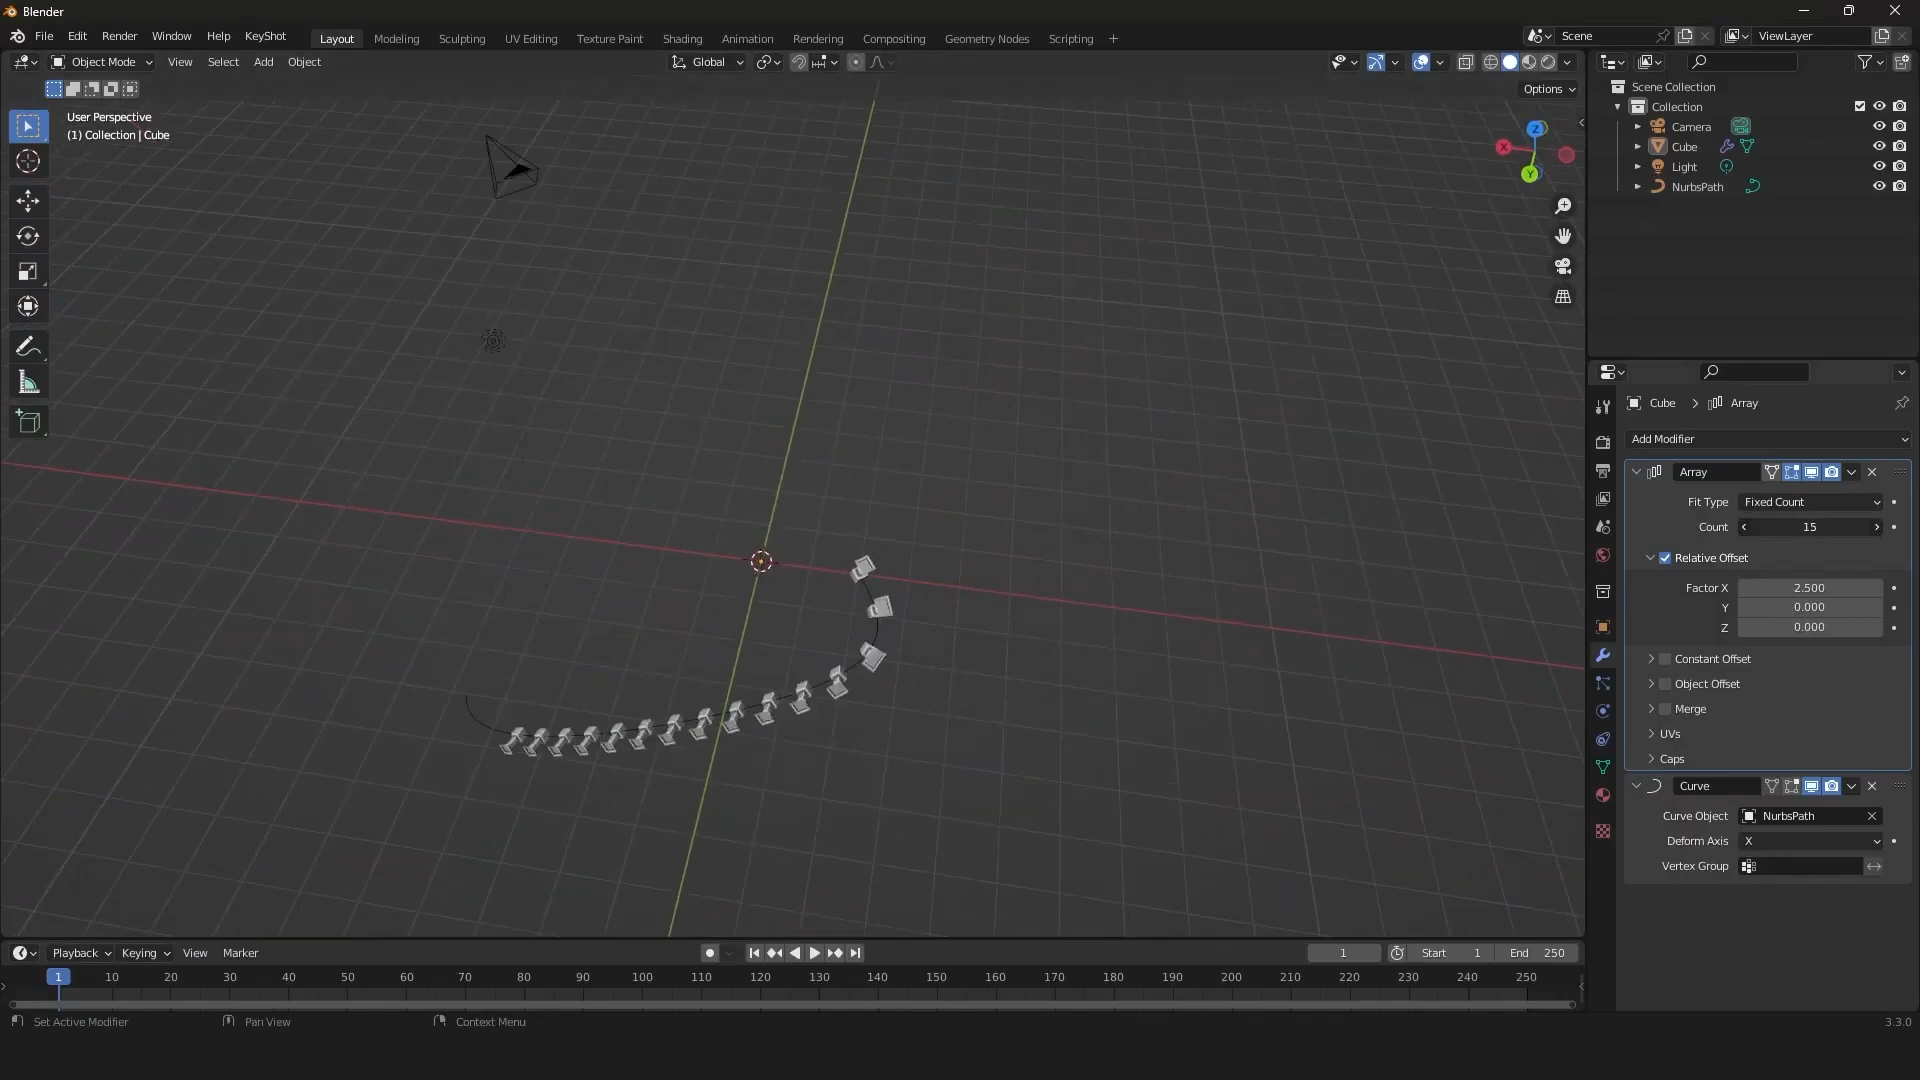 Blender
File Edit Render Window Help KeyShot Layout Modeling Sculpting UV Editing Texture Paint Shading Animation Rendering Compositing Geometry Nodes Scripting + Scene ViewLayer
Object Mode View Select Add Object Global
Options
User Perspective
(1) Collection | Cube
Z
X
Y
Scene Collection
Collection
Camera
Cube
Light
NurbsPath
Cube > Array
Add Modifier
Array
Fit Type Fixed Count
Count 15
Relative Offset
Factor X 2.500
Y 0.000
Z 0.000
Constant Offset
Object Offset
Merge
UVs
Caps
Curve
Curve Object NurbsPath
Deform Axis X
Vertex Group
Playback Keying View Marker 1 Start 1 End 250
1 10 20 30 40 50 60 70 80 90 100 110 120 130 140 150 160 170 180 190 200 210 220 230 240 250
Set Active Modifier Pan View Context Menu 3.3.0